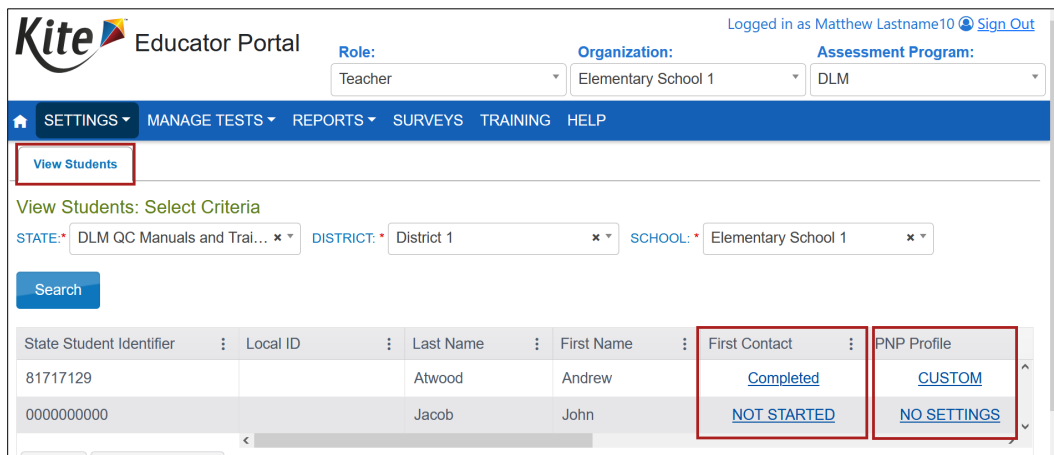 Logged in as Matthew Lastname10 Sign Out
Kite Educator Portal
Role: Organization: Assessment Program:
Teacher Elementary School 1 DLM
SETTINGS MANAGE TESTS REPORTS SURVEYS TRAINING HELP
View Students
View Students: Select Criteria
STATE:* DLM QC Manuals and Trai... × DISTRICT: * District 1 × SCHOOL: * Elementary School 1 ×
Search
State Student Identifier Local ID Last Name First Name First Contact PNP Profile
81717129 Atwood Andrew Completed CUSTOM
0000000000 Jacob John NOT STARTED NO SETTINGS